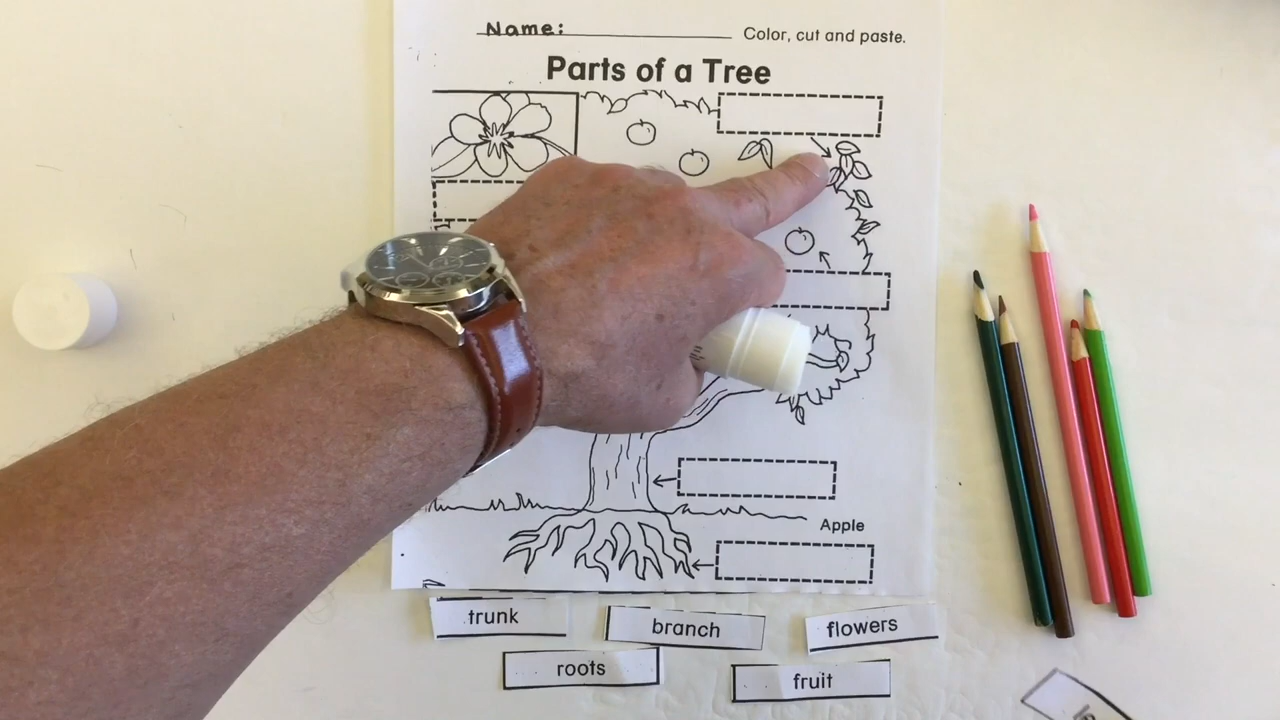 Name:
Color, cut and paste.
Parts of a Tree
Apple
trunk
branch
flowers
roots
fruit